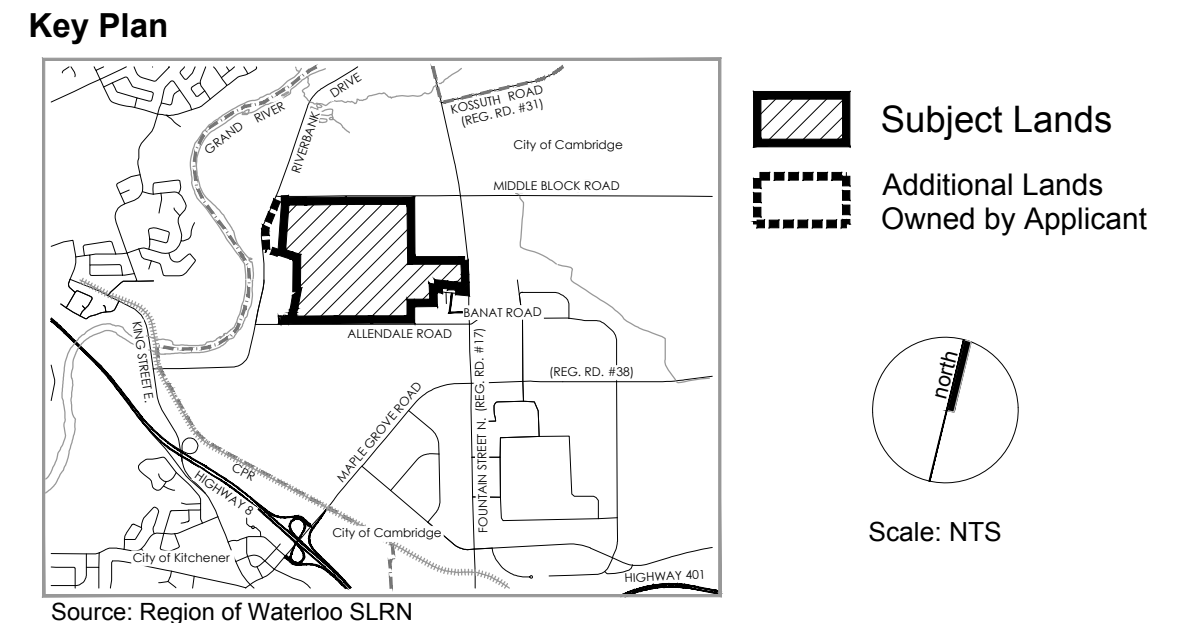 Key Plan
GRAND RIVER
RIVERBANK DRIVE
KOSSUTH ROAD
(REG. RD. #31)
City of Cambridge
MIDDLE BLOCK ROAD
BANAT ROAD
ALLENDALE ROAD
KING STREET E.
FOUNTAIN STREET N. (REG. RD. #17)
(REG. RD. #38)
MAPLE GROVE ROAD
CPR
HIGHWAY 8
City of Cambridge
City of Kitchener
HIGHWAY 401
Source: Region of Waterloo SLRN
Subject Lands
Additional Lands
Owned by Applicant
north
Scale: NTS